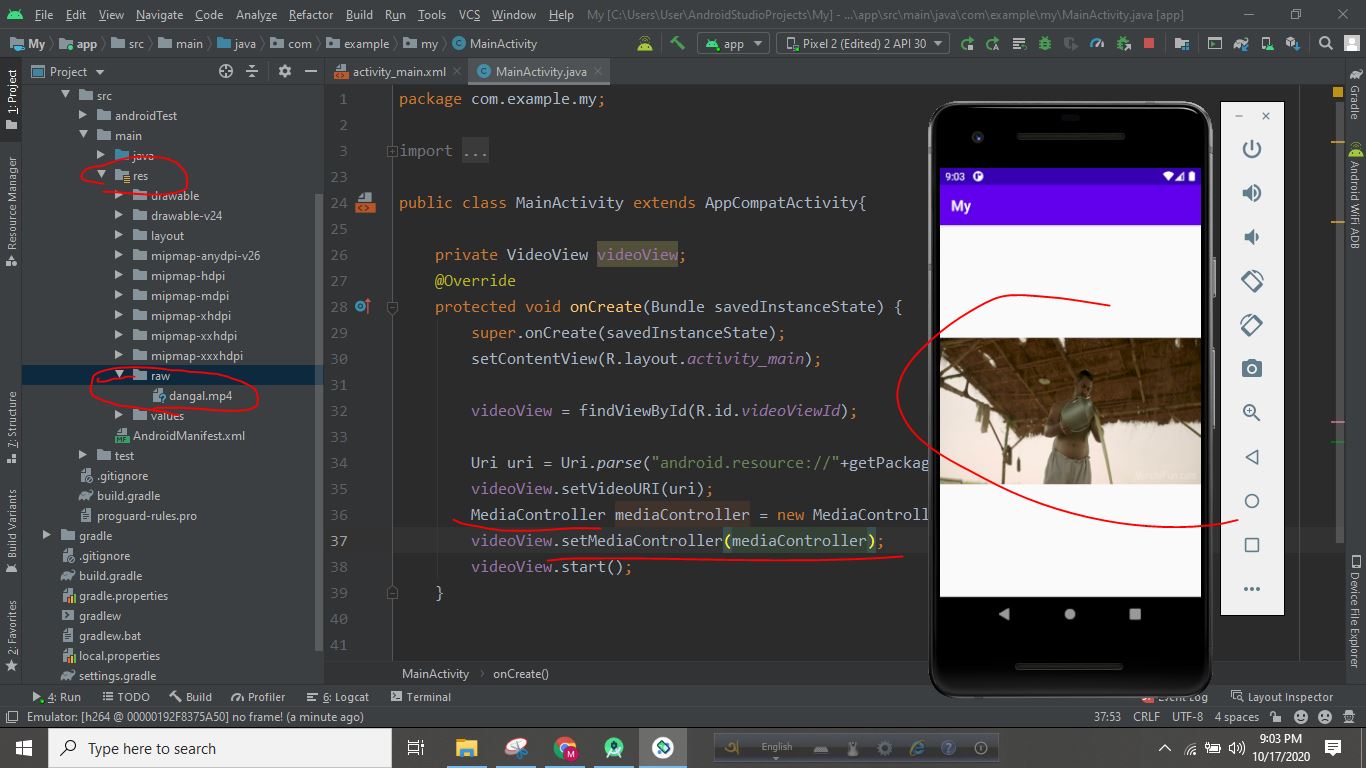 File Edit View Navigate Code Analyze Refactor Build Run Tools VCS Window Help My [C:\Users\User\AndroidStudioProjects\My] - ...\app\src\main\java\com\example\my\MainActivity.java [app]
My app src main java com example my MainActivity app Pixel 2 (Edited) 2 API 30
1: Project
Resource Manager
7: Structure
Build Variants
2: Favorites
Project
src
androidTest
main
java
res
drawable
drawable-v24
layout
mipmap-anydpi-v26
mipmap-hdpi
mipmap-mdpi
mipmap-xhdpi
mipmap-xxhdpi
mipmap-xxxhdpi
raw
dangal.mp4
values
AndroidManifest.xml
test
.gitignore
build.gradle
proguard-rules.pro
gradle
.gitignore
build.gradle
gradle.properties
gradlew
gradlew.bat
local.properties
settings.gradle
activity_main.xml MainActivity.java
1 package com.example.my;
2
3 import ...
23
24 public class MainActivity extends AppCompatActivity{
25
26 private VideoView videoView;
27 @Override
28 protected void onCreate(Bundle savedInstanceState) {
29 super.onCreate(savedInstanceState);
30 setContentView(R.layout.activity_main);
31
32 videoView = findViewById(R.id.videoViewId);
33
34 Uri uri = Uri.parse("android.resource://"+getPackag
35 videoView.setVideoURI(uri);
36 MediaController mediaController = new MediaControll
37 videoView.setMediaController(mediaController);
38 videoView.start();
39 }
40
41
9:03
My
Gradle
Android WiFi ADB
Device File Explorer
MainActivity onCreate()
4: Run TODO Build Profiler 6: Logcat Terminal Event Log Layout Inspector
Emulator: [h264 @ 00000192F8375A50] no frame! (a minute ago) 37:53 CRLF UTF-8 4 spaces
Type here to search
English
9:03 PM
10/17/2020